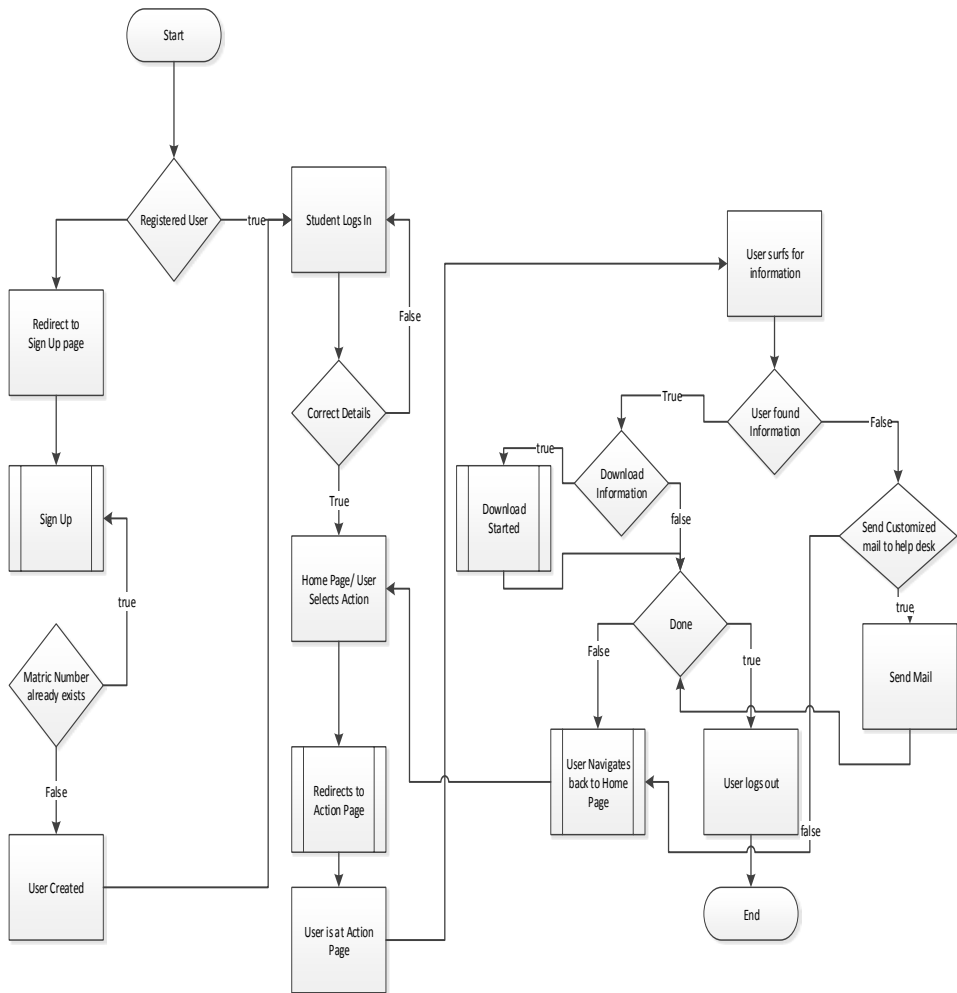 Start
Registered User
true
Student Logs In
User surfs for
information
Redirect to
Sign Up page
False
Correct Details
True
User found
Information
False
true
Download
Information
Sign Up
True
Download
Started
false
Send Customized
mail to help desk
Home Page/ User
Selects Action
true
true
Done
False
true
Matric Number
already exists
Send Mail
False
Redirects to
Action Page
User Navigates
back to Home
Page
User logs out
false
User Created
User is at Action
Page
End